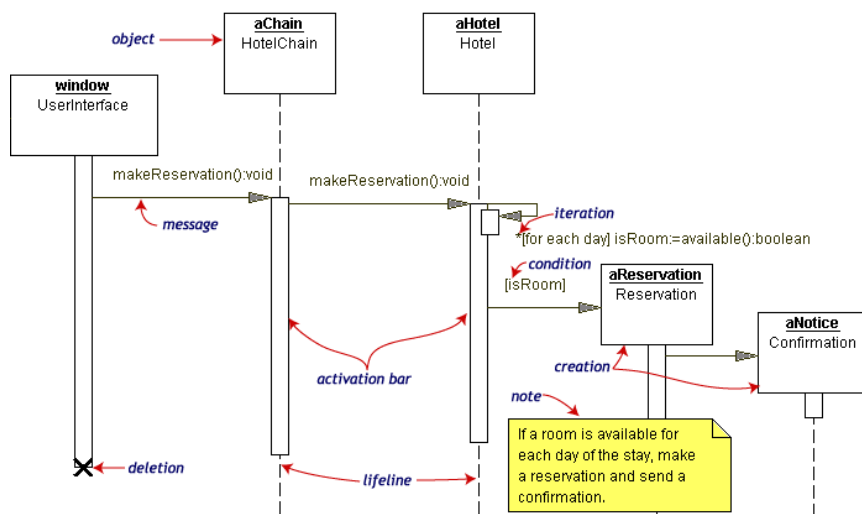 object
aChain
HotelChain
aHotel
Hotel
window
UserInterface
makeReservation():void
makeReservation():void
message
iteration
*[for each day] isRoom:=available():boolean
condition
[isRoom]
aReservation
Reservation
aNotice
Confirmation
activation bar
creation
note
If a room is available for
each day of the stay, make
a reservation and send a
confirmation.
deletion
lifeline